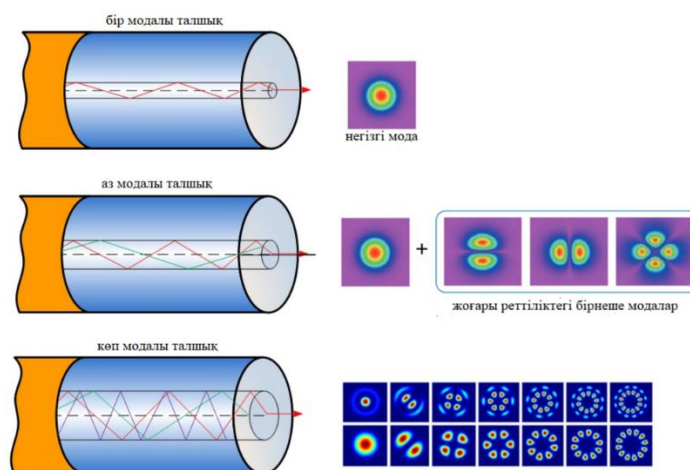 бір модалы талшық
негізгі мода
аз модалы талшық
+
жоғары реттіліктегі бірнеше модалар
көп модалы талшық